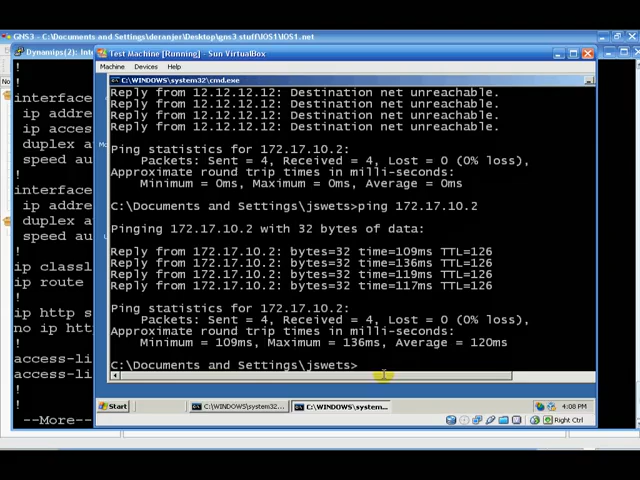 GNS3 - C:\Documents and Settings\deranjer\Desktop\gns3 stuff\IOS1\IOS1.net
Dynamips(2): Int
Test Machine [Running] - Sun VirtualBox
Machine Devices Help
C:\WINDOWS\system32\cmd.exe
Reply from 12.12.12.12: Destination net unreachable.
Reply from 12.12.12.12: Destination net unreachable.
Reply from 12.12.12.12: Destination net unreachable.
Reply from 12.12.12.12: Destination net unreachable.
Ping statistics for 172.17.10.2:
Packets: Sent = 4, Received = 4, Lost = 0 (0% loss),
Approximate round trip times in milli-seconds:
Minimum = 0ms, Maximum = 0ms, Average = 0ms
C:\Documents and Settings\jswets>ping 172.17.10.2
Pinging 172.17.10.2 with 32 bytes of data:
Reply from 172.17.10.2: bytes=32 time=109ms TTL=126
Reply from 172.17.10.2: bytes=32 time=136ms TTL=126
Reply from 172.17.10.2: bytes=32 time=119ms TTL=126
Reply from 172.17.10.2: bytes=32 time=117ms TTL=126
Ping statistics for 172.17.10.2:
Packets: Sent = 4, Received = 4, Lost = 0 (0% loss),
Approximate round trip times in milli-seconds:
Minimum = 109ms, Maximum = 136ms, Average = 120ms
C:\Documents and Settings\jswets>
!
!
interface
ip addre
ip acces
duplex a
speed au
!
interface
ip addre
duplex a
speed au
!
ip classl
ip route
!
ip http s
no ip htt
!
access-li
access-li
!
!
--More--
Start
C:\WINDOWS\system32...
C:\WINDOWS\system...
4:08 PM
Right Ctrl